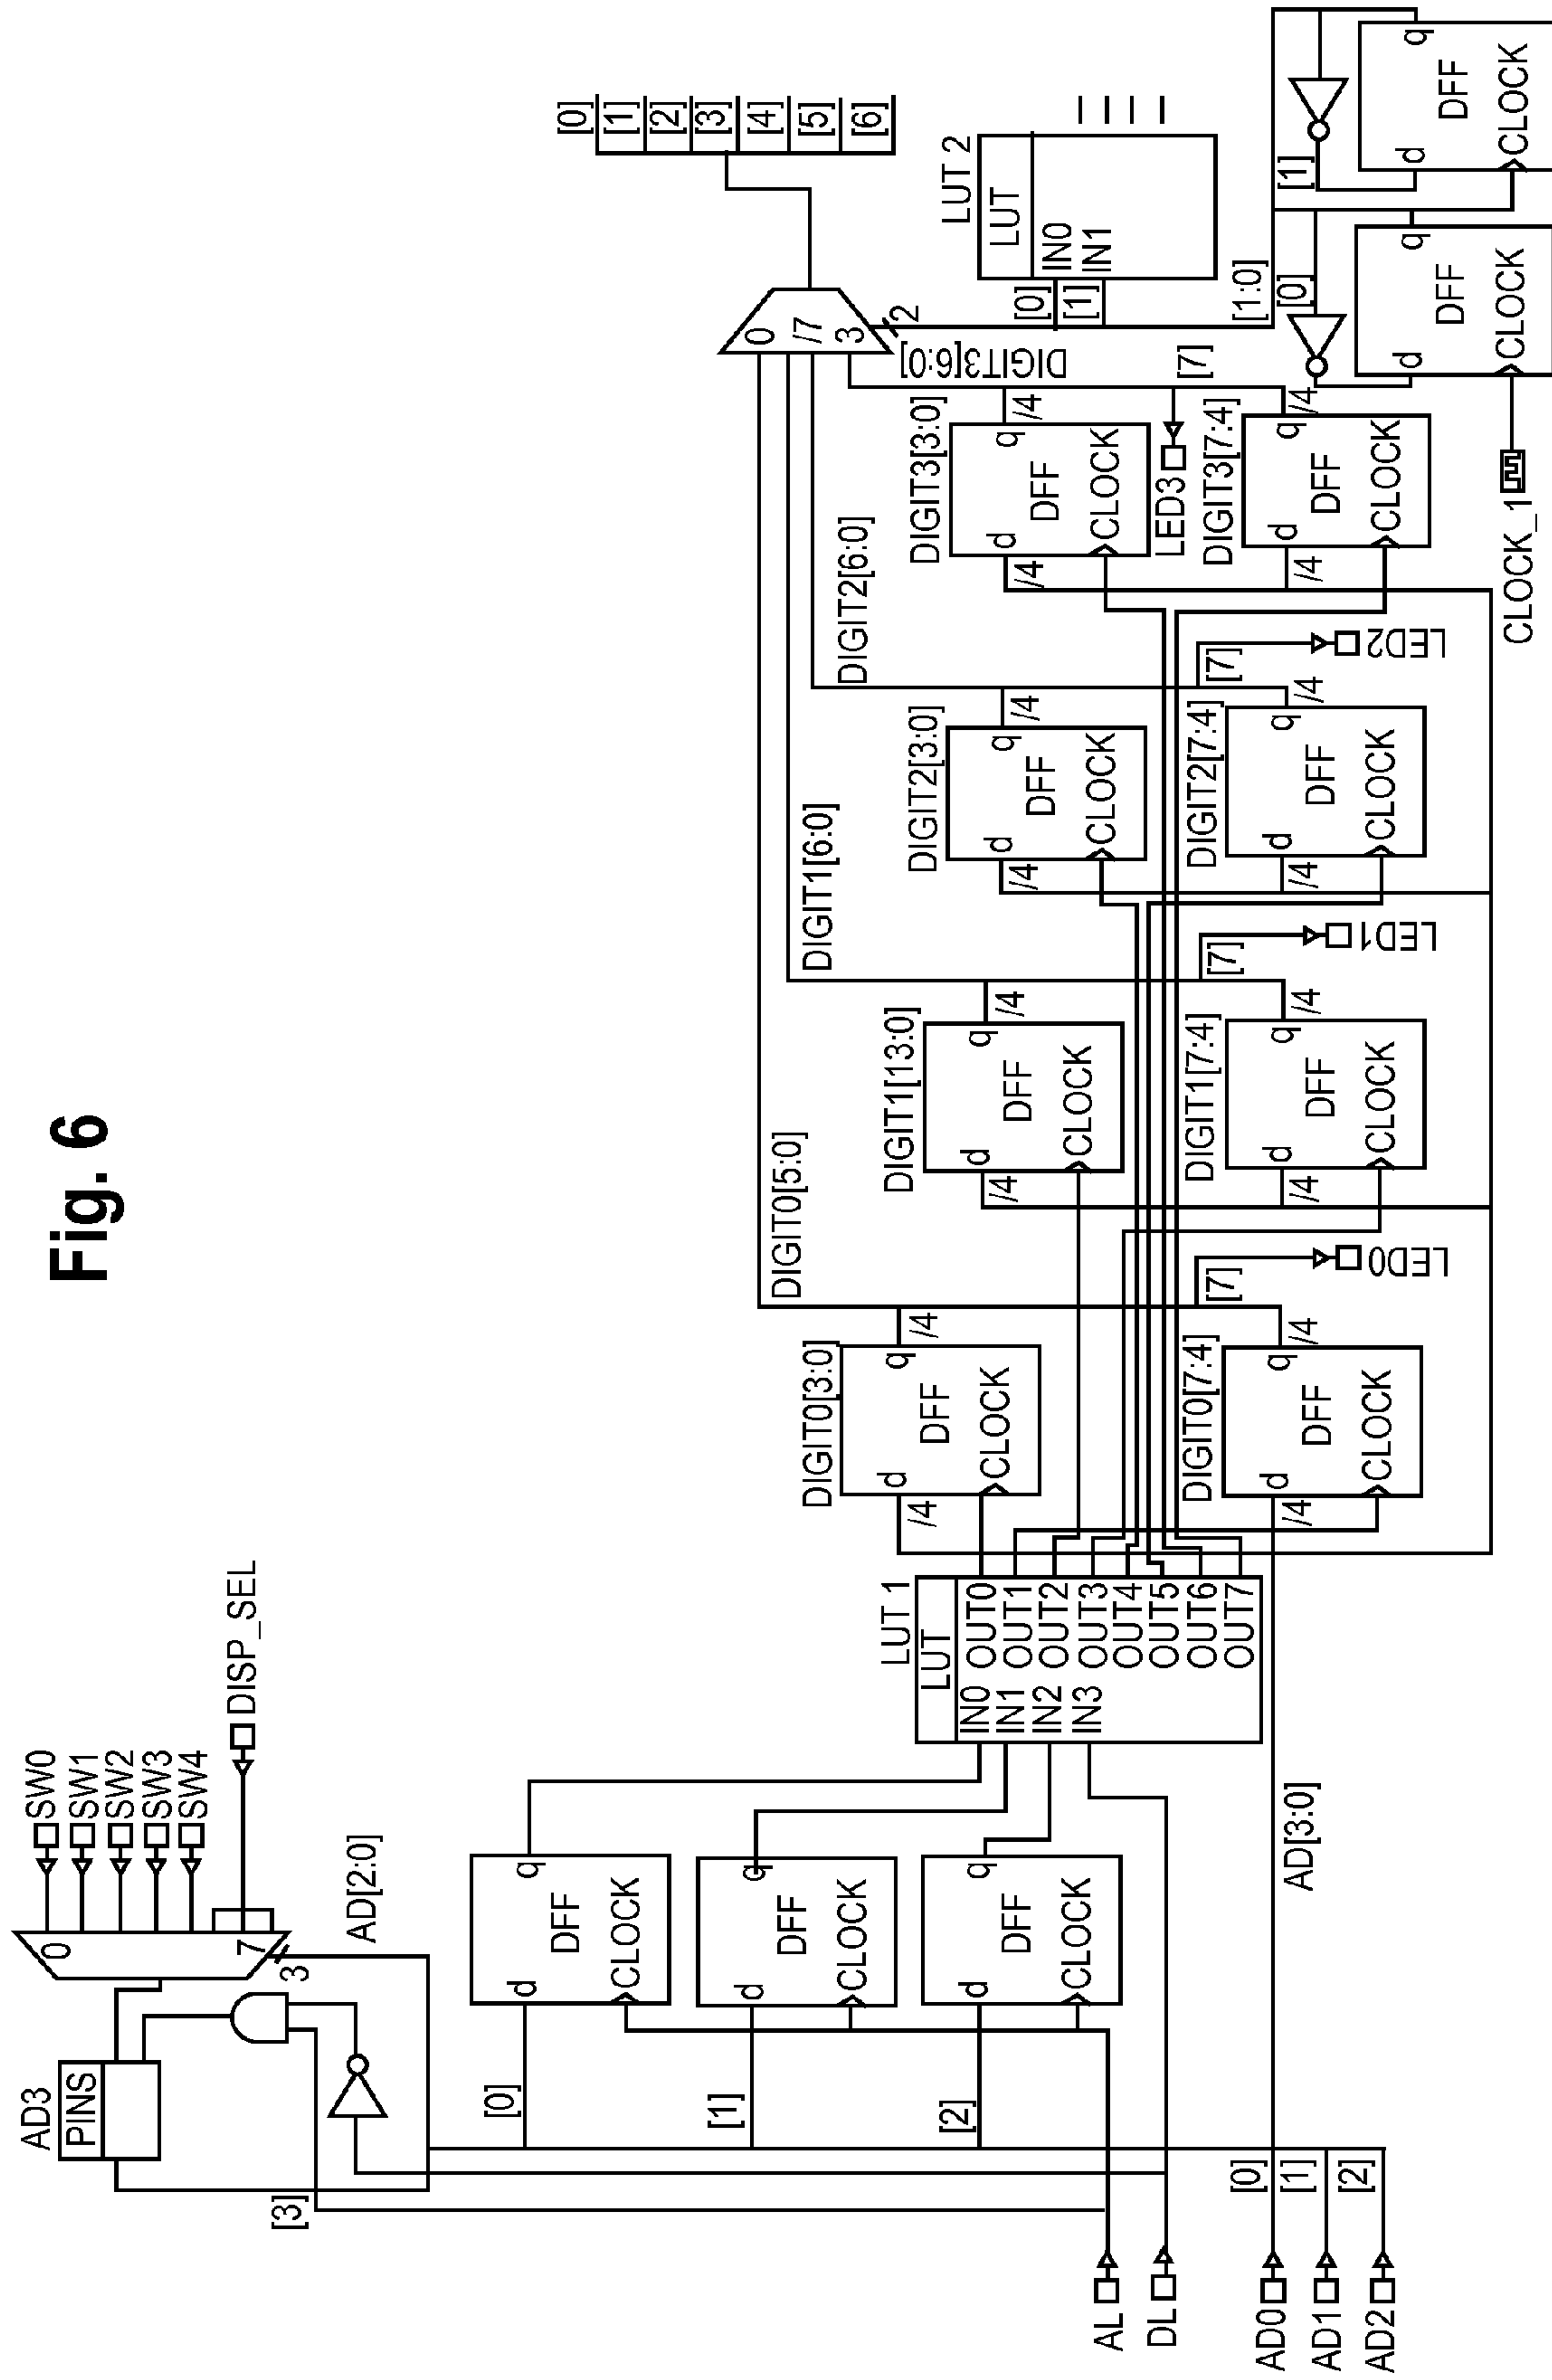 Fig. 6
AD3
PINS
[3]
0
7
3
SW0
SW1
SW2
SW3
SW4
DISP_SEL
AD[2:0]
[0]
d
q
DFF
CLOCK
[1]
d
q
DFF
CLOCK
[2]
d
q
DFF
CLOCK
AL
DL
AD0
AD1
AD2
[0]
[1]
[2]
AD[3:0]
LUT 1
LUT
IN0
IN1
IN2
IN3
OUT0
OUT1
OUT2
OUT3
OUT4
OUT5
OUT6
OUT7
DIGIT0[3:0]
d
q
DFF
CLOCK
/4
/4
DIGIT0[7:4]
d
q
DFF
CLOCK
/4
/4
DIGIT0[5:0]
[7]
LED0
DIGIT1[13:0]
d
q
DFF
CLOCK
/4
/4
DIGIT1[7:4]
d
q
DFF
CLOCK
/4
/4
DIGIT1[6:0]
[7]
LED1
DIGIT2[3:0]
d
q
DFF
CLOCK
/4
/4
DIGIT2[7:4]
d
q
DFF
CLOCK
/4
/4
DIGIT2[6:0]
[7]
LED2
DIGIT3[3:0]
d
q
DFF
CLOCK
/4
/4
LED3
[7]
DIGIT3[7:4]
d
q
DFF
CLOCK
/4
/4
DIGIT3[6:0]
0
/7
3
2
[0]
[1]
[2]
[3]
[4]
[5]
[6]
LUT 2
LUT
IN0
IN1
[0]
[1]
[1:0]
[0]
d
q
DFF
CLOCK
[1]
d
q
DFF
CLOCK
CLOCK_1